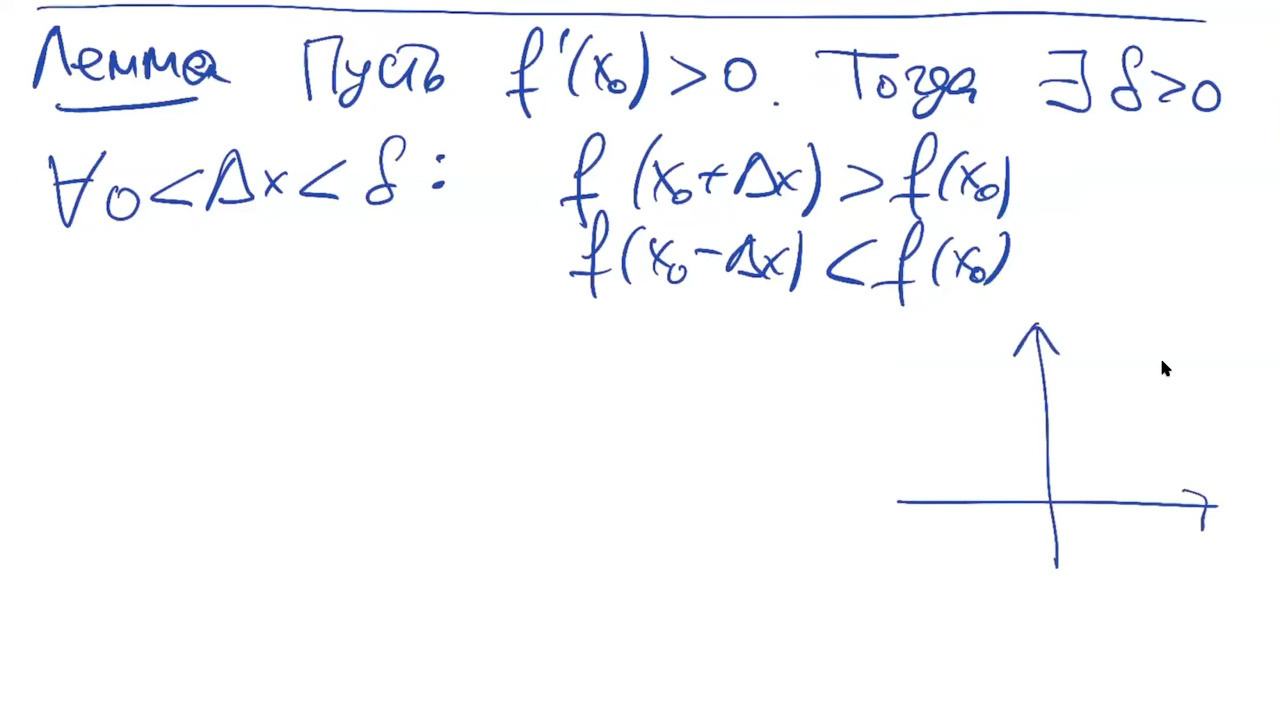 Лемма Пусть f'(x₀)>0. Тогда ∃ δ>0
∀0<Δx<δ: f(x₀+Δx)>f(x₀)
f(x₀-Δx)<f(x₀)